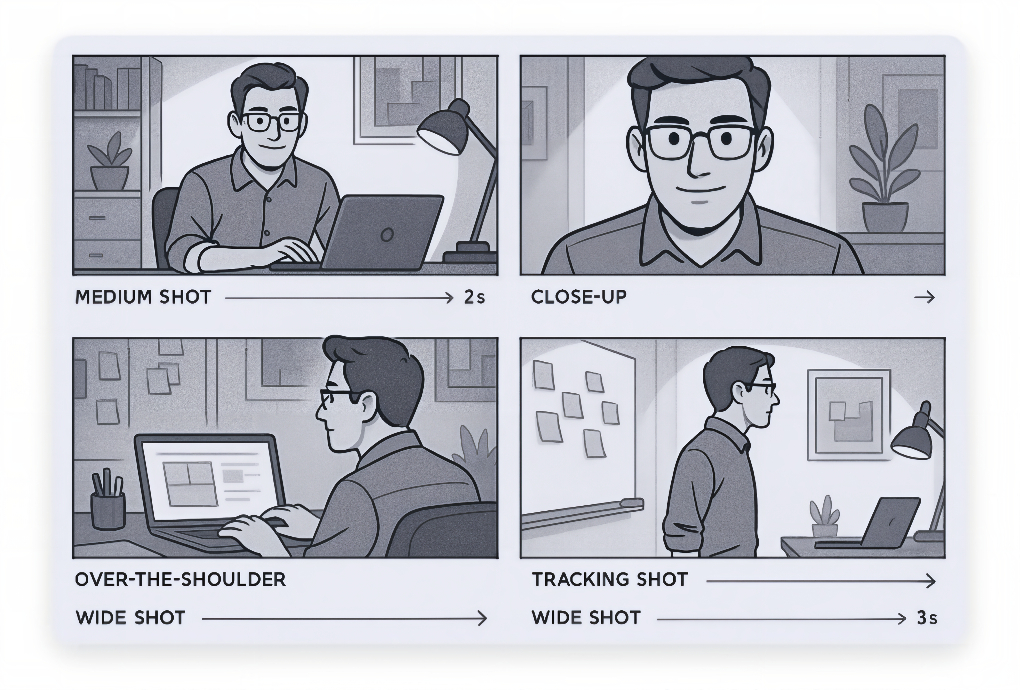 MEDIUM SHOT → 2s
CLOSE-UP →
OVER-THE-SHOULDER
WIDE SHOT →
TRACKING SHOT →
WIDE SHOT → 3s